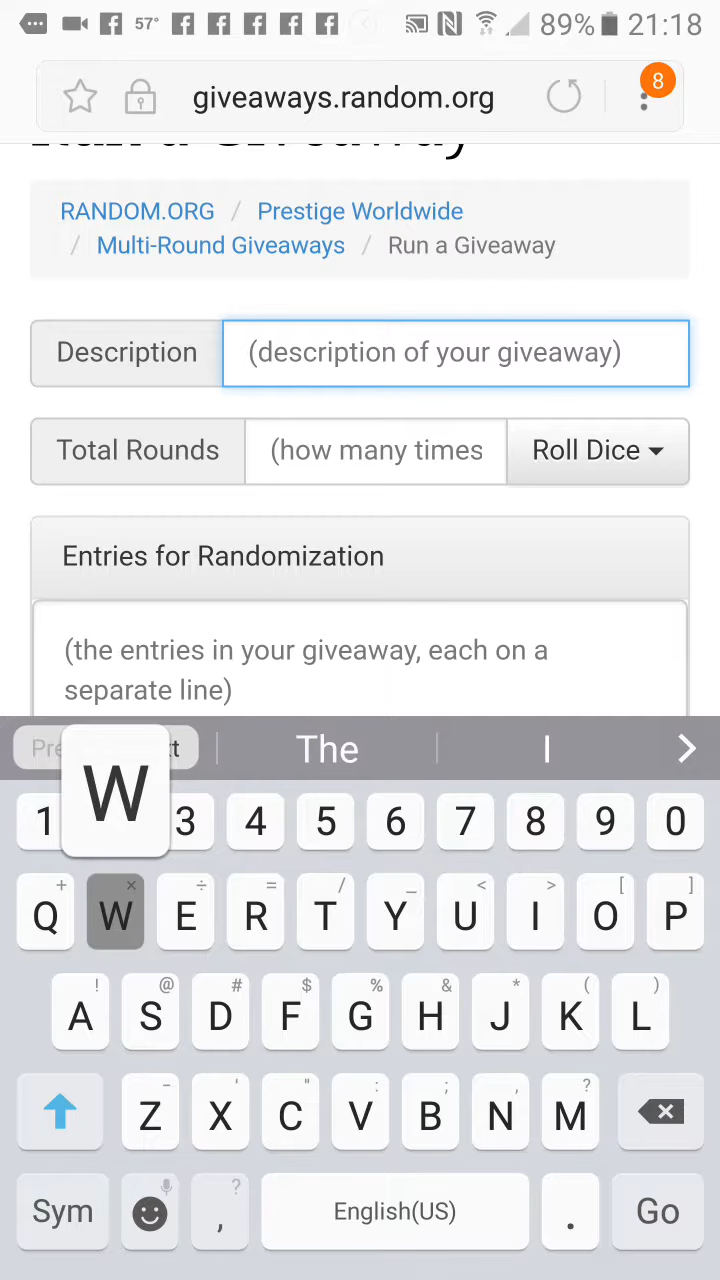 57° 89% 21:18
giveaways.random.org 8
RANDOM.ORG / Prestige Worldwide
/ Multi-Round Giveaways / Run a Giveaway
Description (description of your giveaway)
Total Rounds (how many times Roll Dice
Entries for Randomization
(the entries in your giveaway, each on a
separate line)
The I
W
1 3 4 5 6 7 8 9 0
+ × ÷ = / _ < > [ ]
Q W E R T Y U I O P
! @ # $ % & * ( )
A S D F G H J K L
- ' " : ; , ?
Z X C V B N M
?
Sym , English(US) . Go